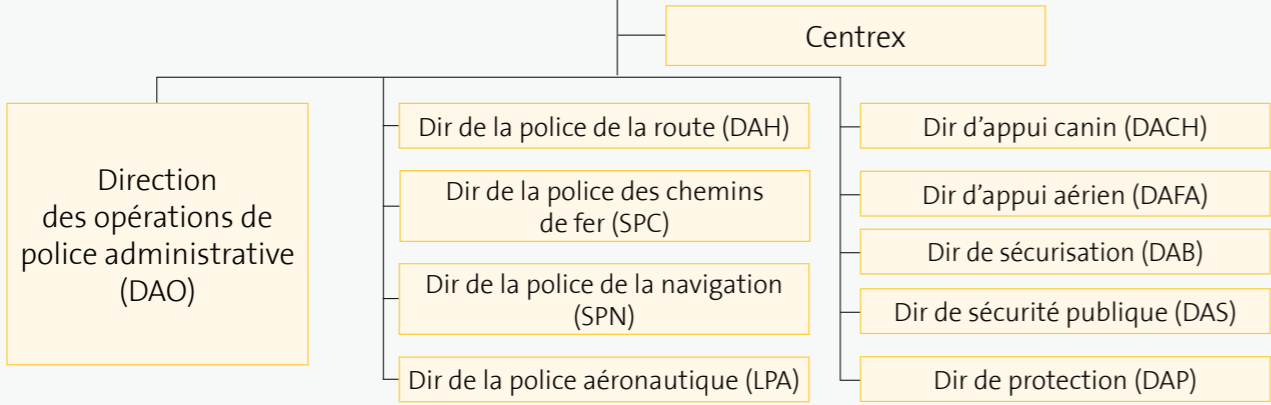 Centrex
Direction
des opérations de
police administrative
(DAO)
Dir de la police de la route (DAH)
Dir de la police des chemins
de fer (SPC)
Dir de la police de la navigation
(SPN)
Dir de la police aéronautique (LPA)
Dir d’appui canin (DACH)
Dir d’appui aérien (DAFA)
Dir de sécurisation (DAB)
Dir de sécurité publique (DAS)
Dir de protection (DAP)